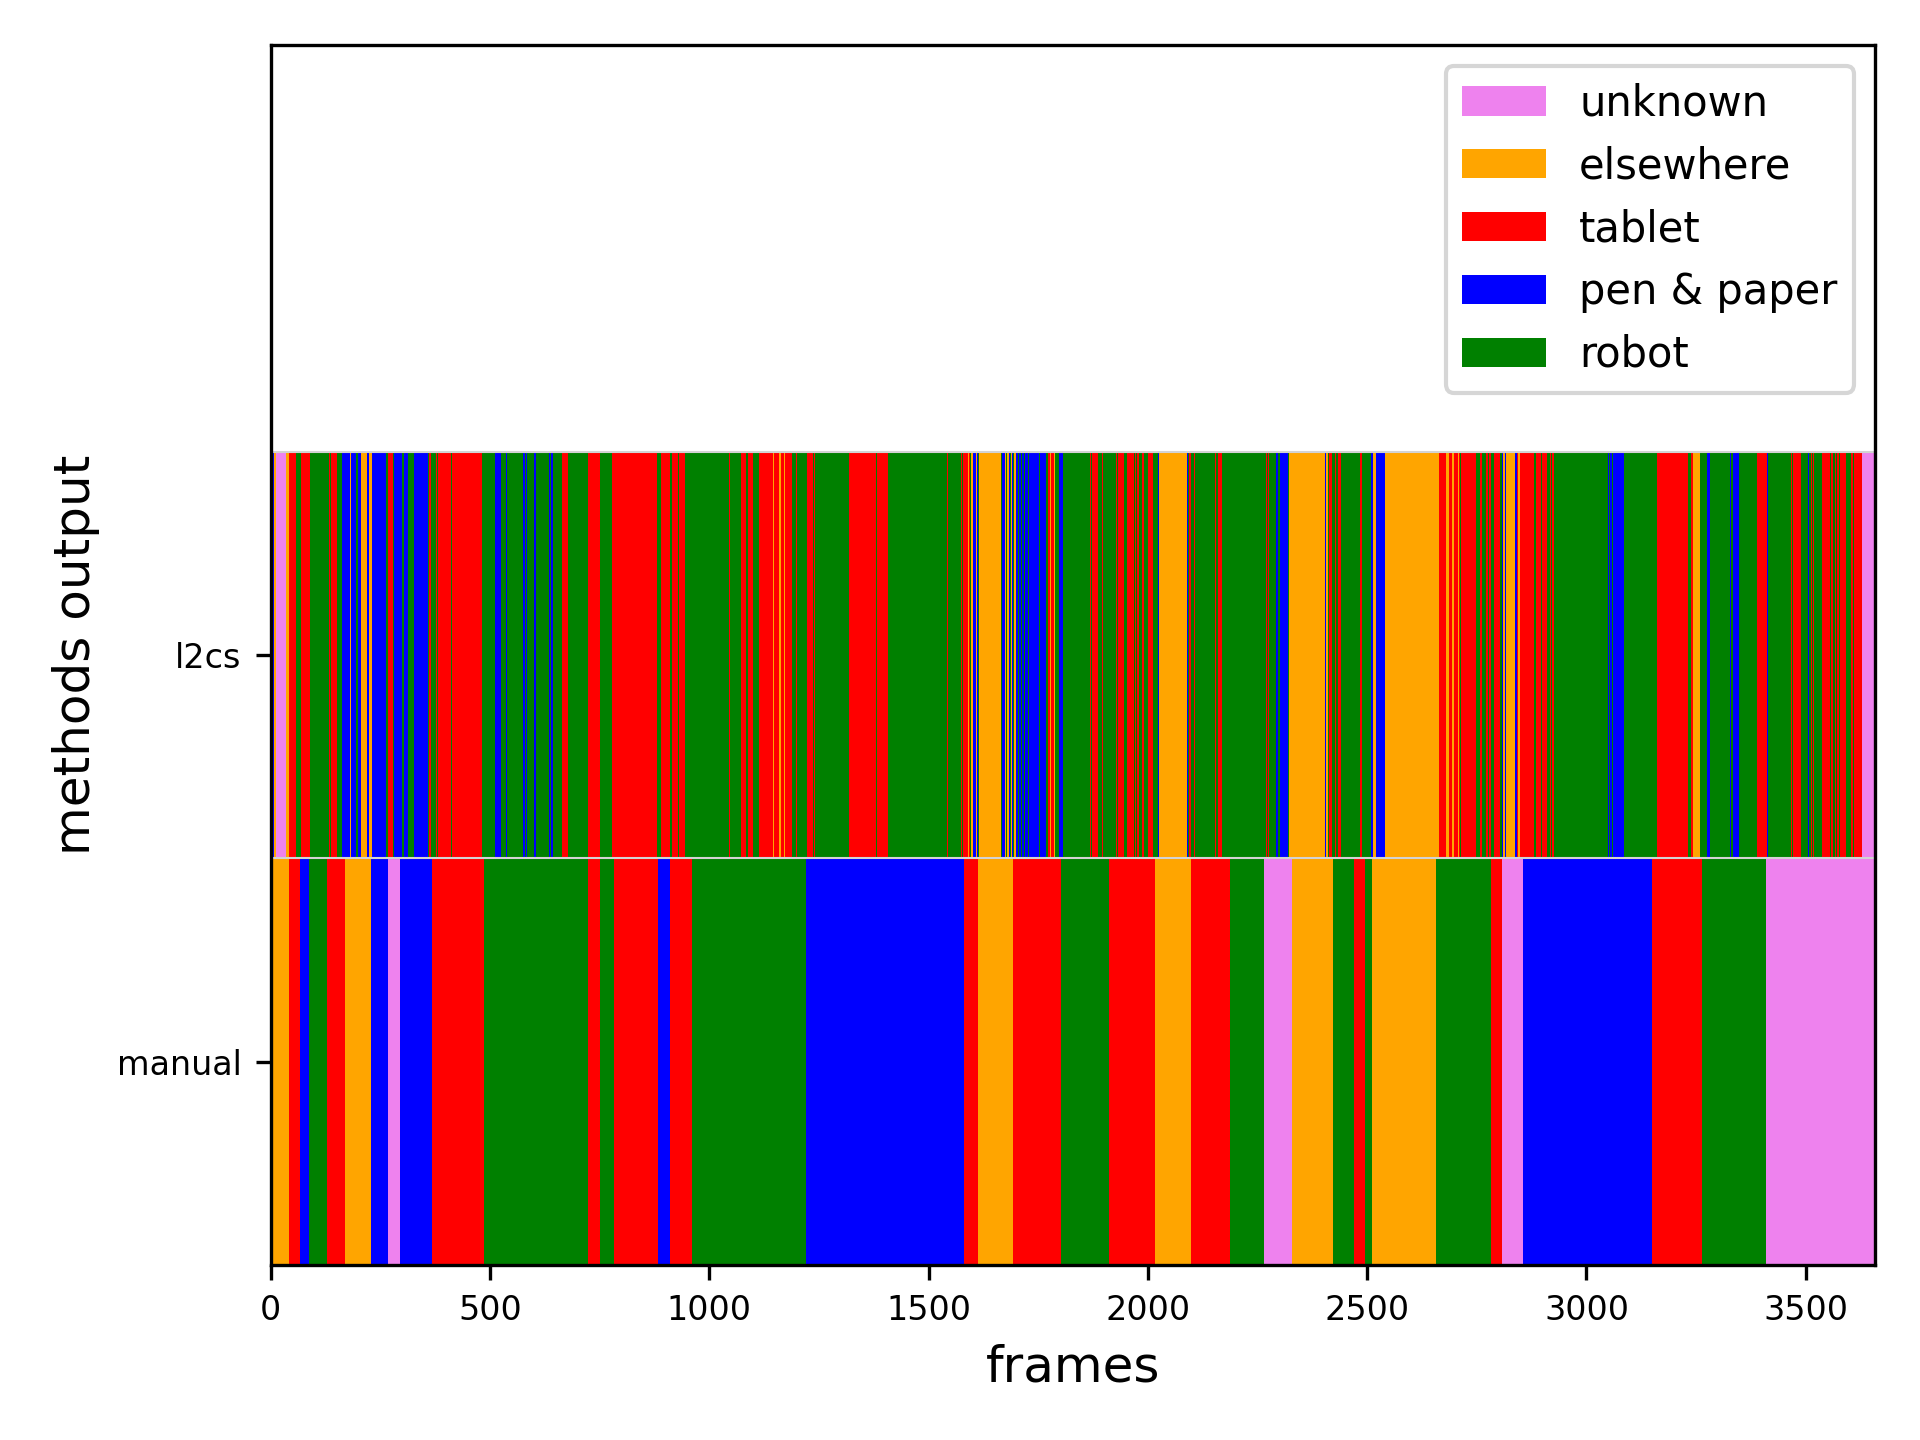 unknown
elsewhere
tablet
pen & paper
robot
methods output
l2cs
manual
0 500 1000 1500 2000 2500 3000 3500
frames